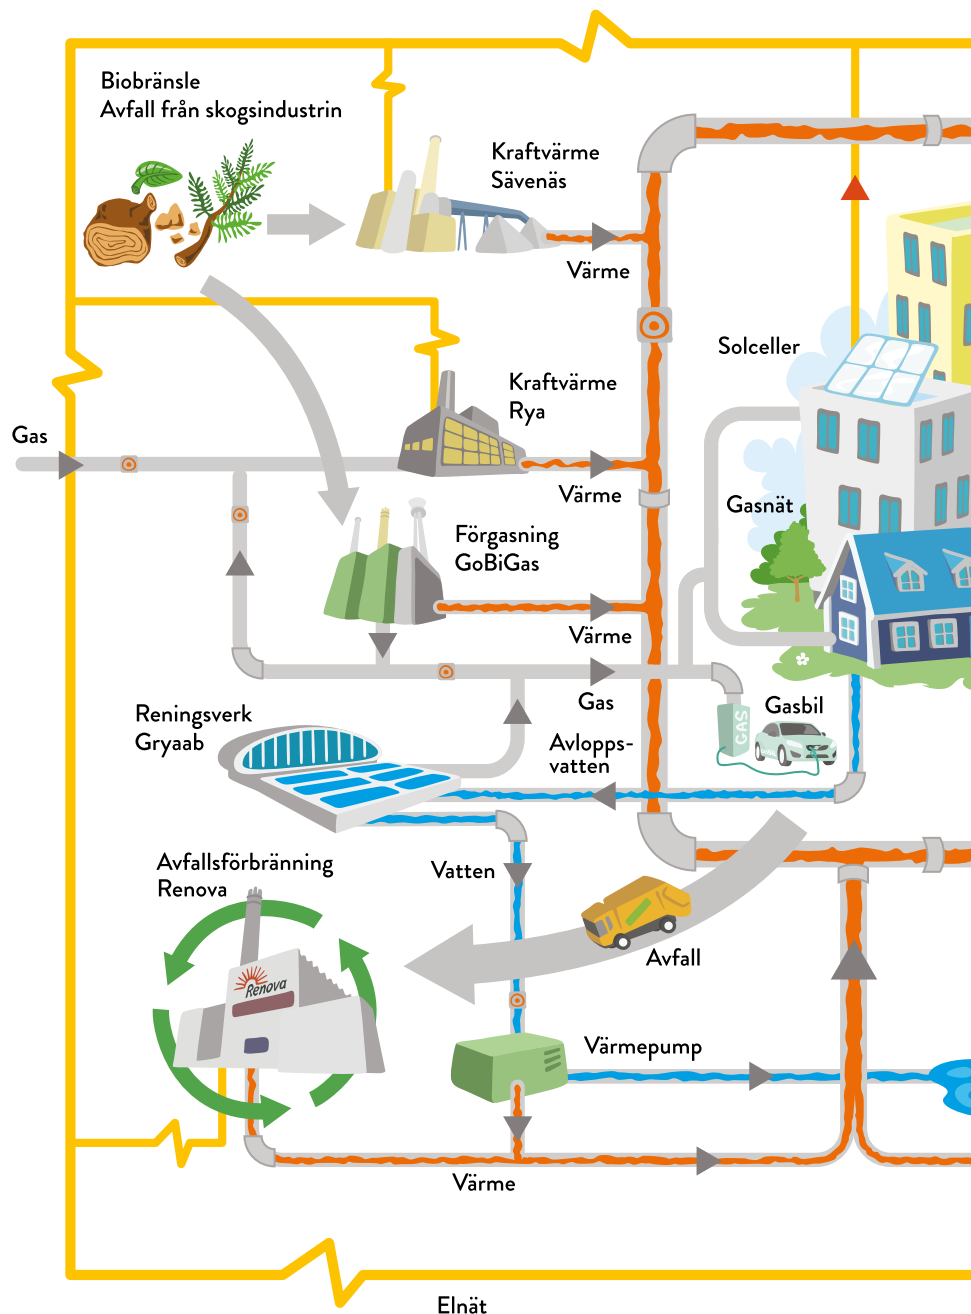 Biobränsle
Avfall från skogsindustrin
Kraftvärme
Sävenäs
Värme
Solceller
Kraftvärme
Rya
Gas
Värme
Gasnät
Förgasning
GoBiGas
Värme
Gas
Gasbil
GAS
Reningsverk
Gryaab
Avlopps-
vatten
Avfallsförbränning
Renova
Vatten
Avfall
Renova
Värmepump
Värme
Elnät